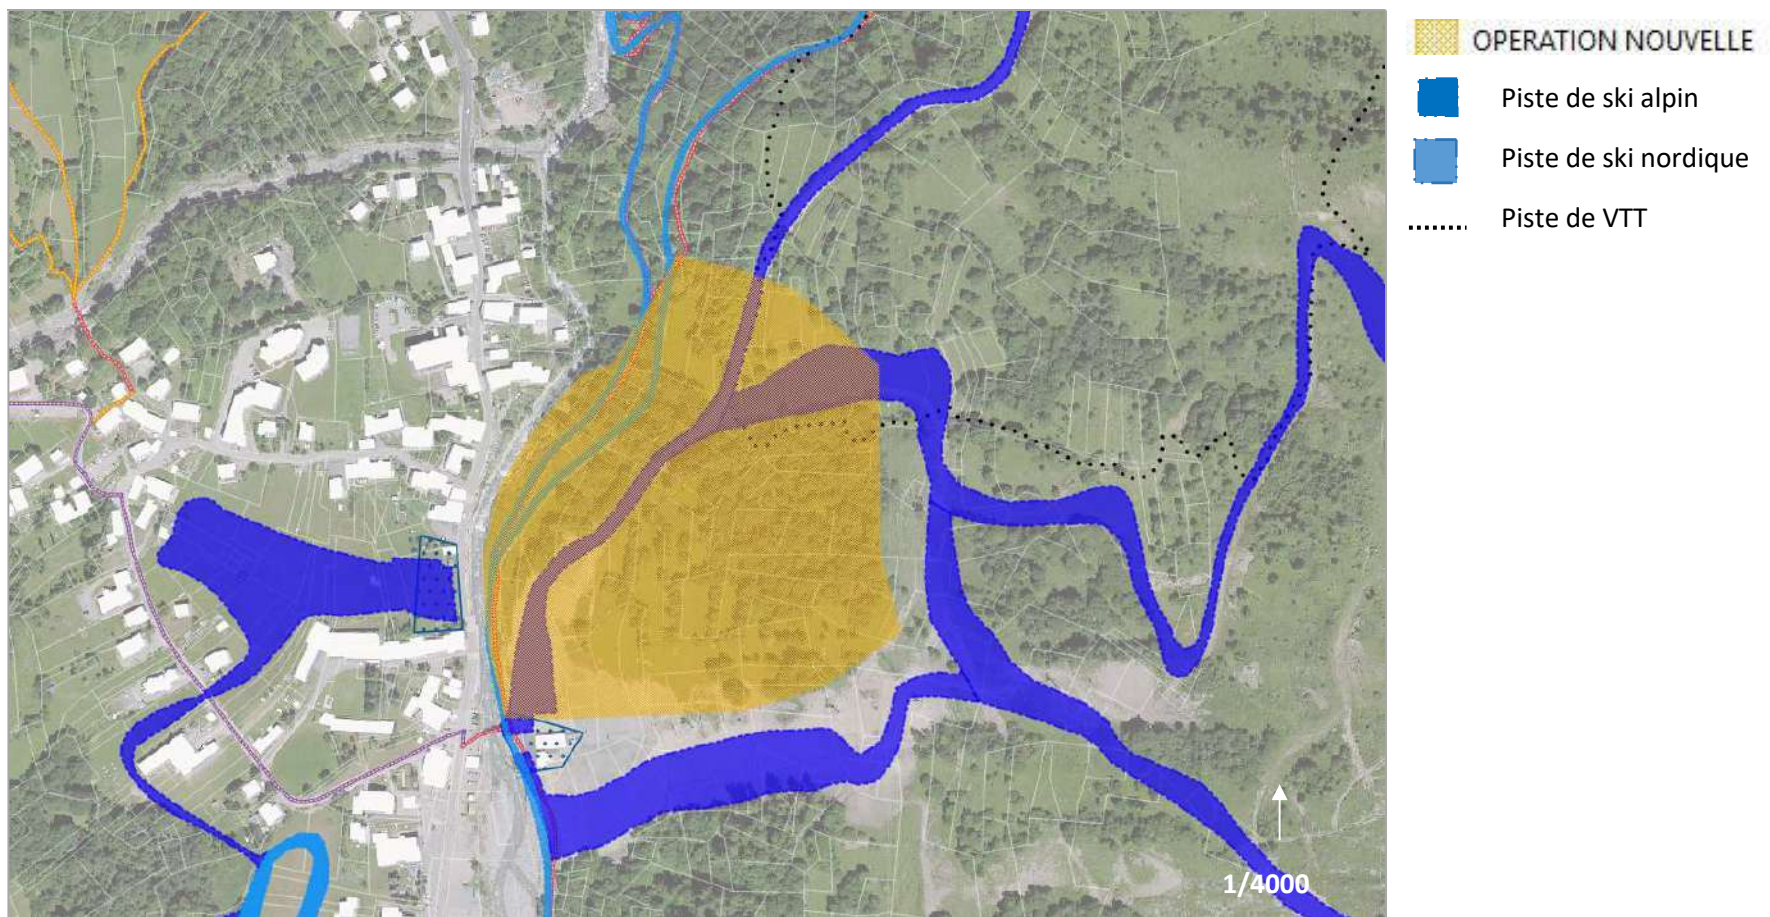 OPERATION NOUVELLE
Piste de ski alpin
Piste de ski nordique
Piste de VTT
1/4000